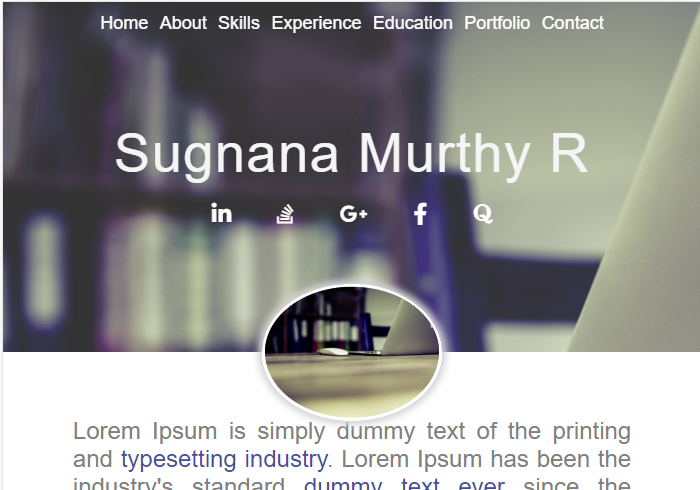 Home About Skills Experience Education Portfolio Contact
Sugnana Murthy R
Lorem Ipsum is simply dummy text of the printing
and typesetting industry. Lorem Ipsum has been the
industry's standard dummy text ever since the